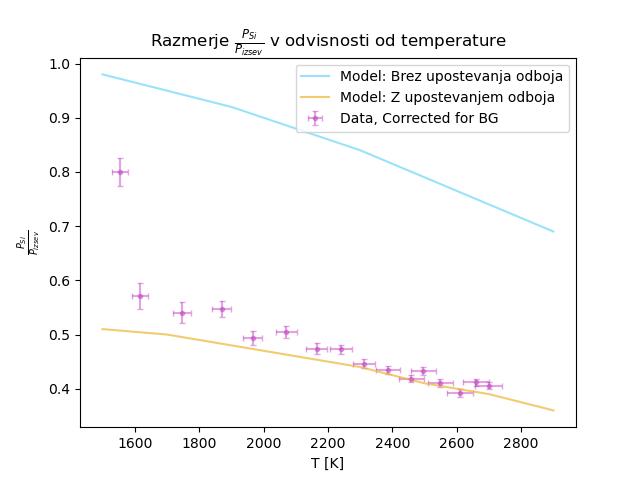 Razmerje P_Si/P_izsev v odvisnosti od temperature
Model: Brez upostevanja odboja
Model: Z upostevanjem odboja
Data, Corrected for BG
P_Si/P_izsev
1.0
0.9
0.8
0.7
0.6
0.5
0.4
1600 1800 2000 2200 2400 2600 2800
T [K]